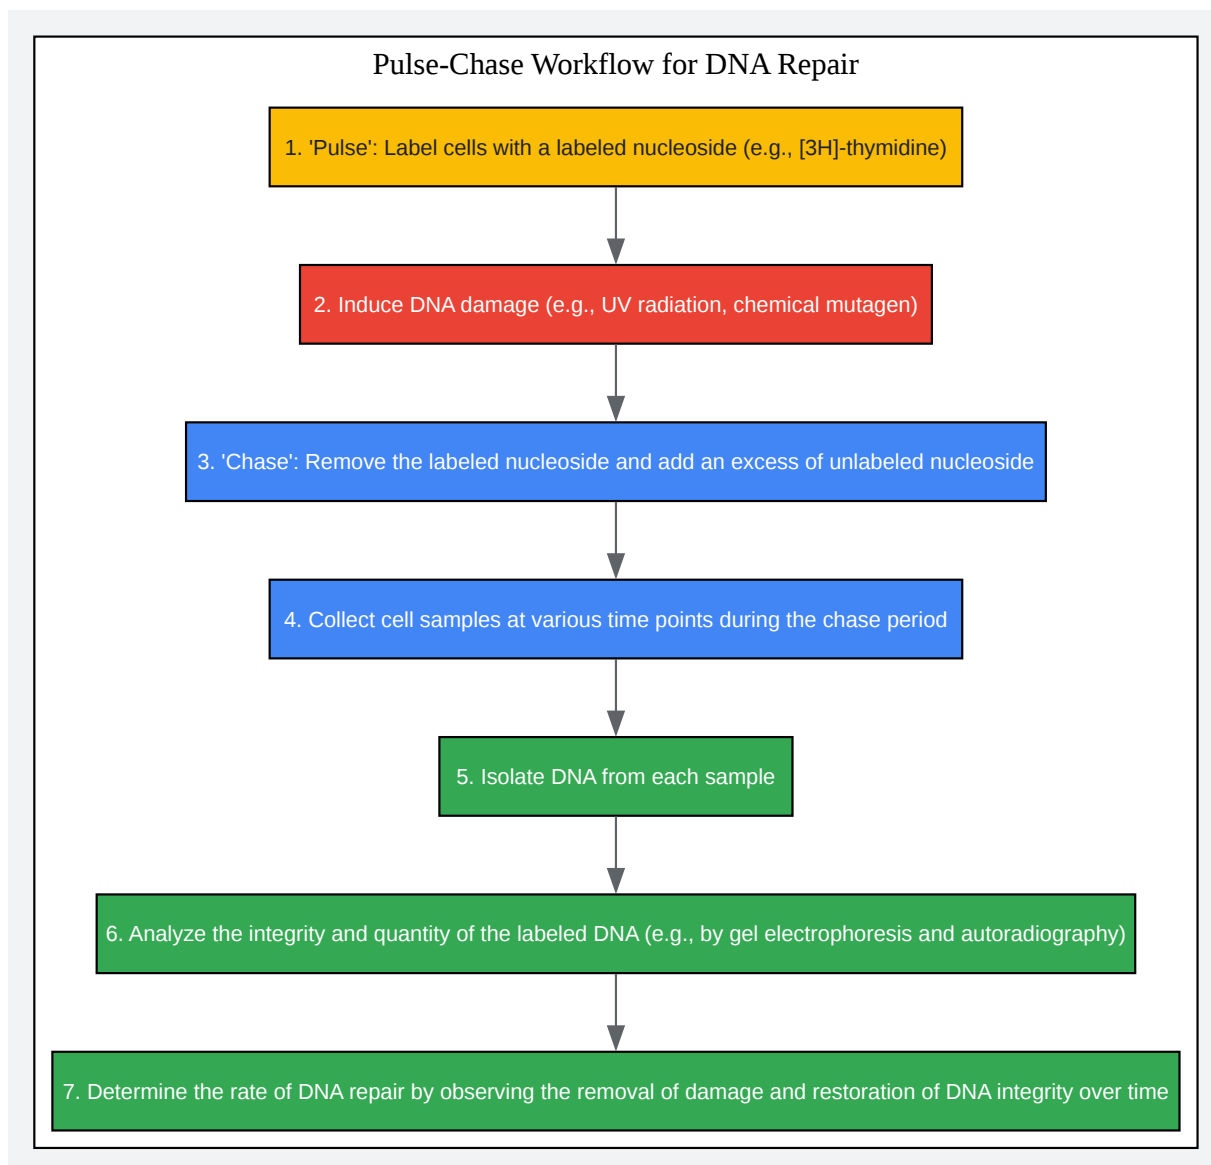 Pulse-Chase Workflow for DNA Repair
1. 'Pulse': Label cells with a labeled nucleoside (e.g., [3H]-thymidine)
2. Induce DNA damage (e.g., UV radiation, chemical mutagen)
3. 'Chase': Remove the labeled nucleoside and add an excess of unlabeled nucleoside
4. Collect cell samples at various time points during the chase period
5. Isolate DNA from each sample
6. Analyze the integrity and quantity of the labeled DNA (e.g., by gel electrophoresis and autoradiography)
7. Determine the rate of DNA repair by observing the removal of damage and restoration of DNA integrity over time